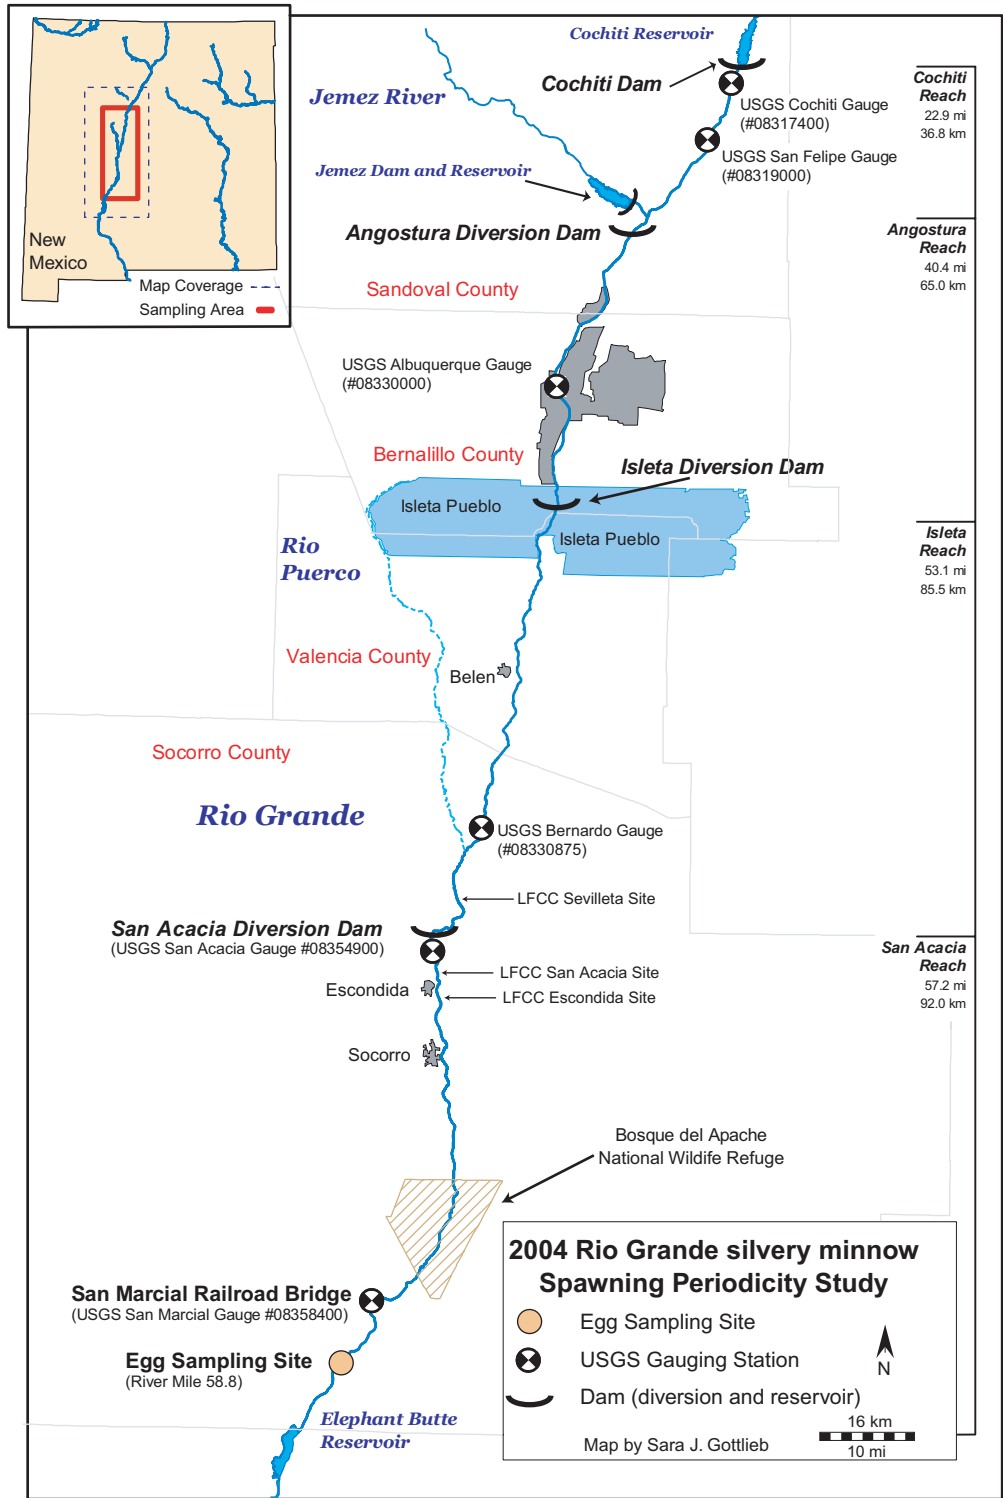 New
Mexico
Map Coverage
Sampling Area
Cochiti Reservoir
Cochiti Dam
Jemez River
USGS Cochiti Gauge
(#08317400)
USGS San Felipe Gauge
(#08319000)
Cochiti
Reach
22.9 mi
36.8 km
Jemez Dam and Reservoir
Angostura Diversion Dam
Angostura
Reach
40.4 mi
65.0 km
Sandoval County
USGS Albuquerque Gauge
(#08330000)
Bernalillo County
Isleta Diversion Dam
Isleta Pueblo
Isleta Pueblo
Isleta
Reach
53.1 mi
85.5 km
Rio
Puerco
Valencia County
Belen
Socorro County
Rio Grande
USGS Bernardo Gauge
(#08330875)
LFCC Sevilleta Site
San Acacia Diversion Dam
(USGS San Acacia Gauge #08354900)
San Acacia
Reach
57.2 mi
92.0 km
LFCC San Acacia Site
Escondida
LFCC Escondida Site
Socorro
Bosque del Apache
National Wildife Refuge
San Marcial Railroad Bridge
(USGS San Marcial Gauge #08358400)
Egg Sampling Site
(River Mile 58.8)
Elephant Butte
Reservoir
2004 Rio Grande silvery minnow
Spawning Periodicity Study
Egg Sampling Site
USGS Gauging Station
N
Dam (diversion and reservoir)
16 km
10 mi
Map by Sara J. Gottlieb